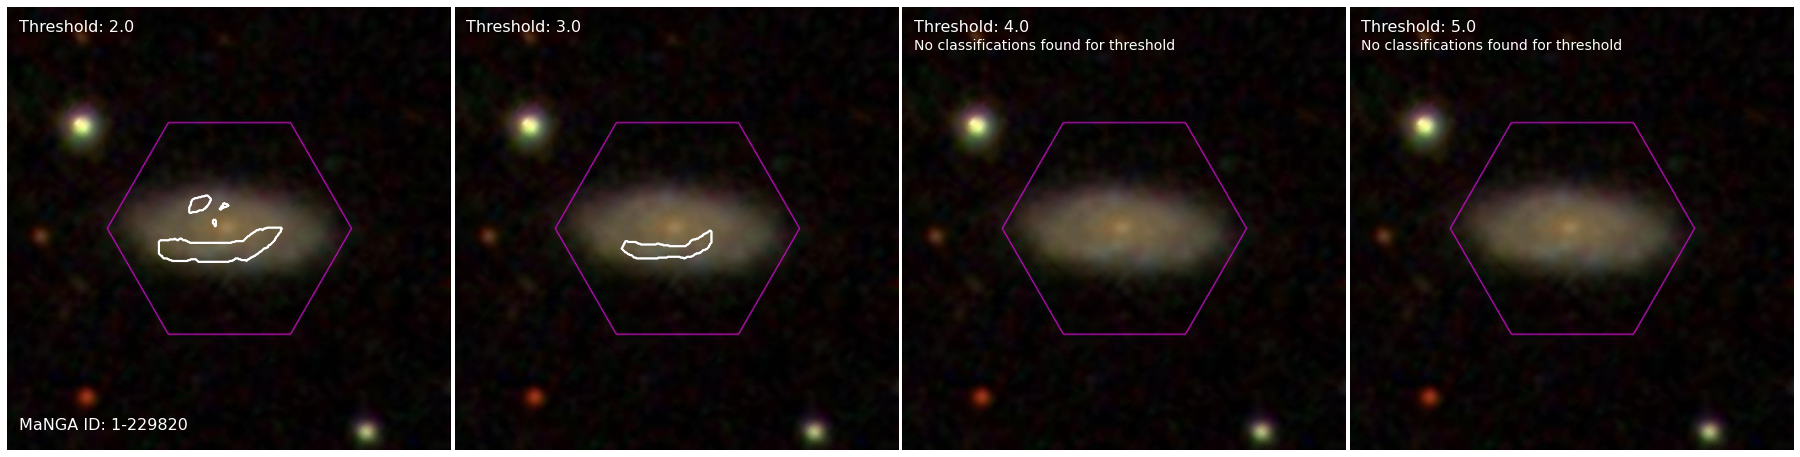 Threshold: 2.0
MaNGA ID: 1-229820
Threshold: 3.0
Threshold: 4.0
No classifications found for threshold
Threshold: 5.0
No classifications found for threshold